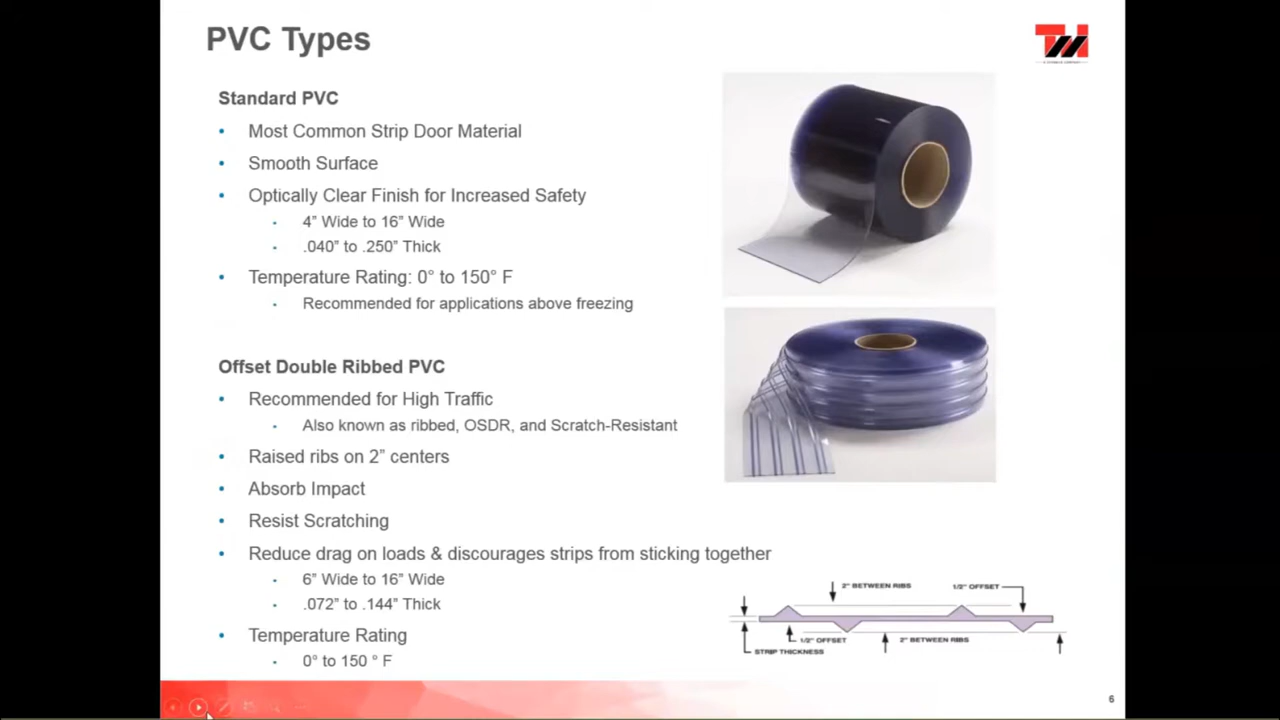 PVC Types
Standard PVC
• Most Common Strip Door Material
• Smooth Surface
• Optically Clear Finish for Increased Safety
• 4” Wide to 16” Wide
• .040” to .250” Thick
• Temperature Rating: 0° to 150° F
• Recommended for applications above freezing
Offset Double Ribbed PVC
• Recommended for High Traffic
• Also known as ribbed, OSDR, and Scratch-Resistant
• Raised ribs on 2” centers
• Absorb Impact
• Resist Scratching
• Reduce drag on loads & discourages strips from sticking together
• 6” Wide to 16” Wide
• .072” to .144” Thick
• Temperature Rating
• 0° to 150 ° F
2" BETWEEN RIBS
1/2" OFFSET
1/2" OFFSET
2" BETWEEN RIBS
STRIP THICKNESS
6